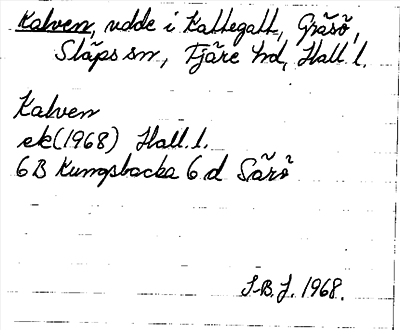 Kalven, udde i Kattegatt, Gräsö,
Släps sn, Fjäre hd, Hall. l.
Kalven
ek (1968) Hall. l.
6 B Kungsbacka 6 d Särö
S-B. J. 1968.